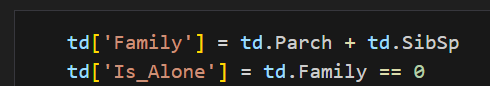 td['Family'] = td.Parch + td.SibSp
td['Is_Alone'] = td.Family == 0